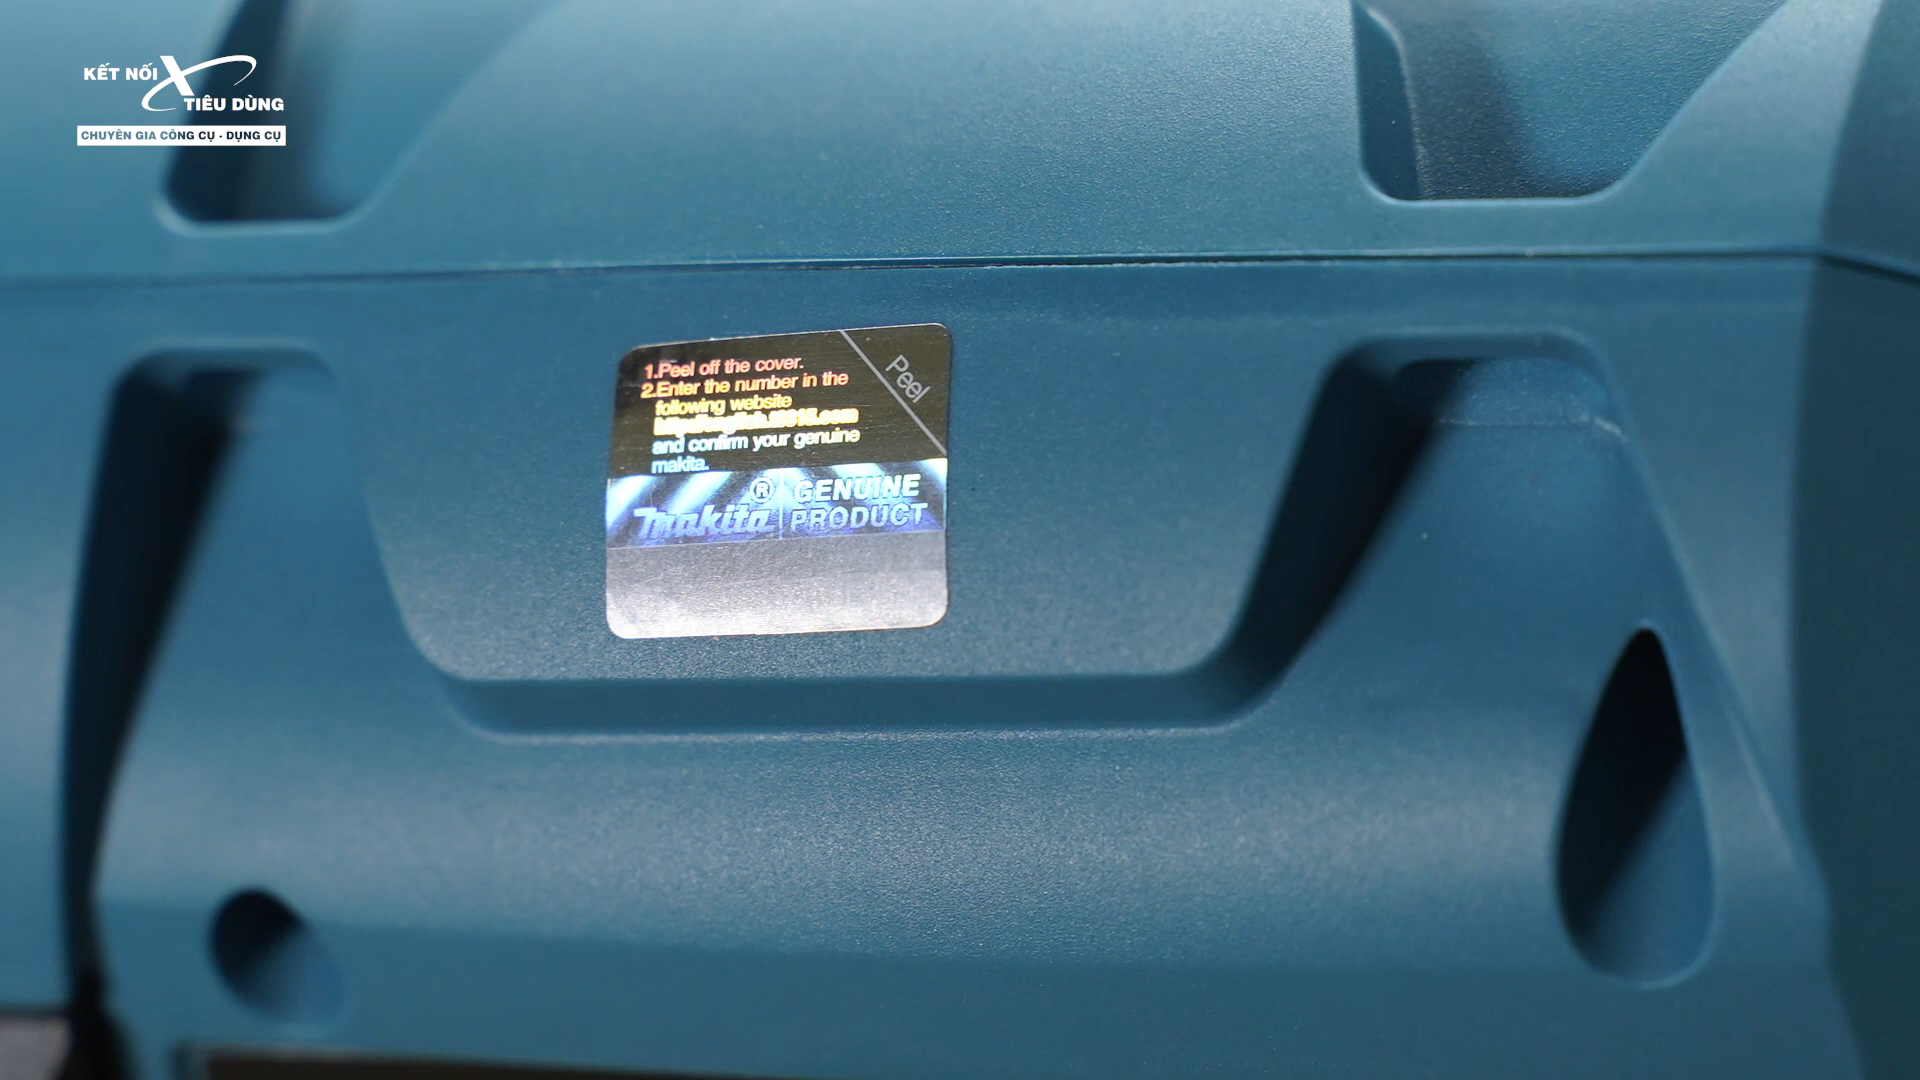 KẾT NỐI
TIÊU DÙNG
CHUYÊN GIA CÔNG CỤ - DỤNG CỤ
1.Peel off the cover.
2.Enter the number in the
following website
and confirm your genuine
makita.
Peel
makita ® GENUINE
PRODUCT